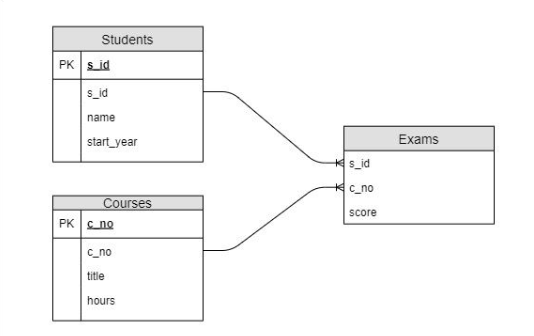 Students
PK s_id
s_id
name
start_year
Courses
PK c_no
c_no
title
hours
Exams
s_id
c_no
score